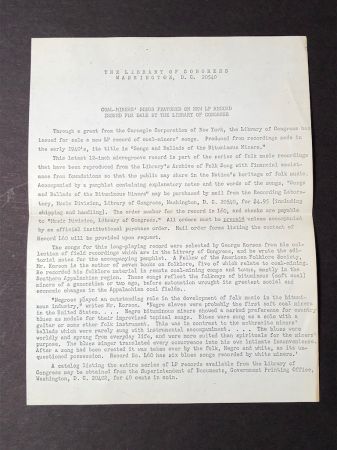 THE LIBRARY OF CONGRESS
WASHINGTON, D. C. 20540
COAL-MINERS' SONGS FEATURED ON NEW LP RECORD
ISSUED FOR SALE BY THE LIBRARY OF CONGRESS
Through a grant from the Carnegie Corporation of New York, the Library of Congress has
issued for sale a new LP record of coal-miners' songs. Produced from recordings made in
the early 1940's, its title is "Songs and Ballads of the Bituminous Miners."
This latest 12-inch microgroove record is part of the series of folk music recordings
that have been reproduced from the Library's Archive of Folk Song with financial assist-
ance from foundations so that the public may share in the Nation's heritage of folk music.
Accompanied by a pamphlet containing explanatory notes and the words of the songs, "Songs
and Ballads of the Bituminous Miners" may be purchased by mail from the Recording Labora-
tory, Music Division, Library of Congress, Washington, D. C. 20540, for $4.95 [including
shipping and handling]. The order number for the record is L60, and checks are payable
to "Music Division, Library of Congress." All orders must be prepaid unless accompanied
by an official institutional purchase order. Mail order forms listing the contents of
Record L60 will be provided upon request.
The songs for this long-playing record were selected by George Korson from his col-
lection of field recordings which are in the Library of Congress, and he wrote the edi-
torial notes for the accompanying pamphlet. A Fellow of the American Folklore Society,
Mr. Korson is the author of seven books on folklore, five of which relate to coal-mining.
He recorded his folklore material in remote coal-mining camps and towns, mostly in the
Southern Appalachian region. These songs reflect the folkways of bituminous (soft coal)
miners of a generation or two ago, before automation wrought its greatest social and
economic changes in the Appalachian coal fields.
"Negroes played an outstanding role in the development of folk music in the bitumi-
nous industry," writes Mr. Korson. "Negro slaves were probably the first soft coal miners
in the United States. . . . Negro bituminous miners showed a marked preference for country
blues as models for their improvised topical songs. Blues were sung as a solo with a
guitar or some other folk instrument. This was in contrast to the anthracite miners'
ballads which were rarely sung with instrumental accompaniment. . . . The blues were
worldly and sprang from everyday life, and were more suitable than spirituals for the miners'
purpose. The blues singer translated every occurrence into his own intimate inconvenience.
After a song had been created it was taken over by the folk, Negro and white, as its un-
questioned possession. Record No. L60 has six blues songs recorded by white miners."
A catalog listing the entire series of LP records available from the Library of
Congress may be obtained from the Superintendent of Documents, Government Printing Office,
Washington, D. C. 20402, for 40 cents in coin.